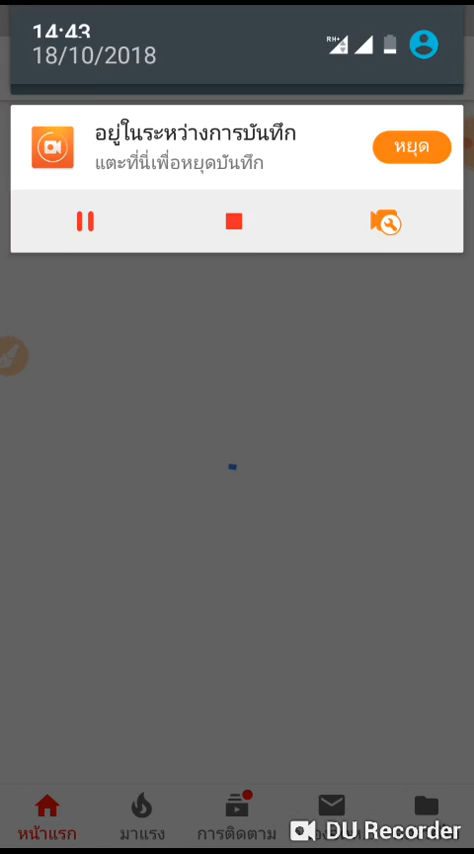 14:43
18/10/2018
อยู่ในระหว่างการบันทึก
แตะที่นี่เพื่อหยุดบันทึก
หยุด
หน้าแรก
มาแรง
การติดตาม
DU Recorder